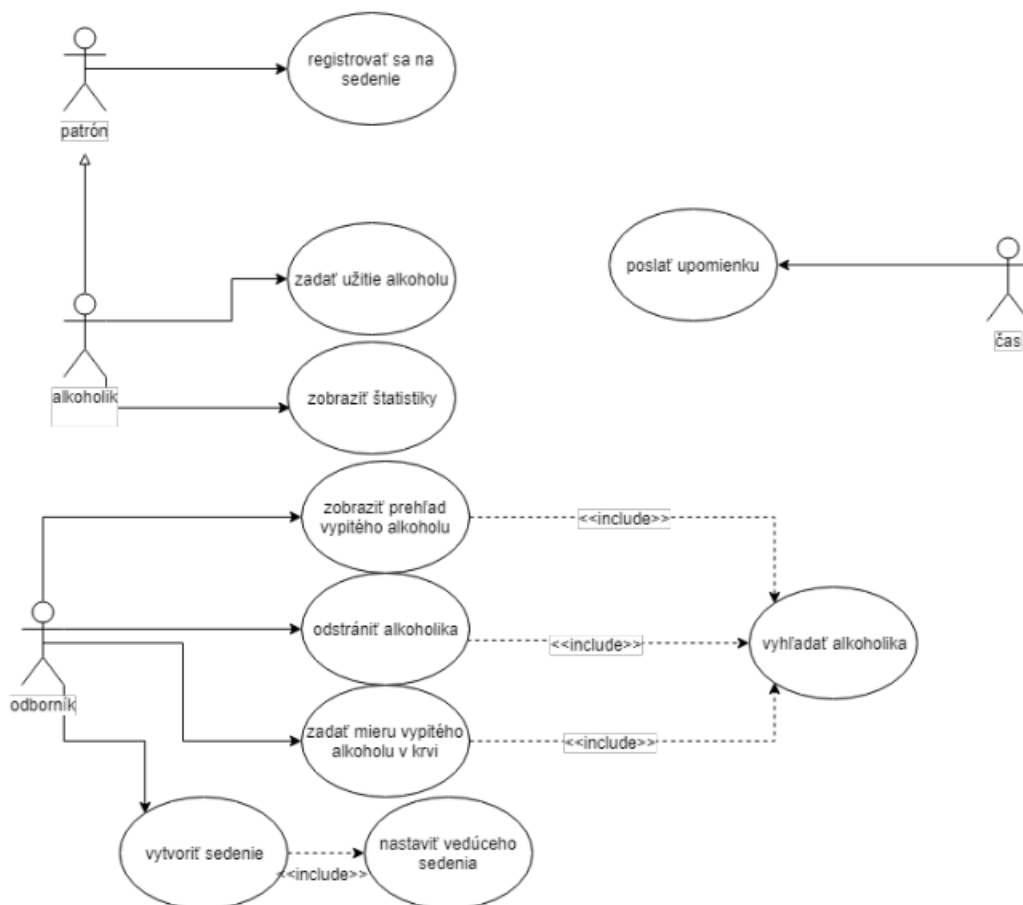 registrovať sa na
sedenie
patrón
zadať užitie alkoholu
poslať upomienku
čas
alkoholik
zobraziť štatistiky
zobraziť prehľad
vypitého alkoholu
<<include>>
odstrániť alkoholika
<<include>>
vyhľadať alkoholika
odborník
zadať mieru vypitého
alkoholu v krvi
<<include>>
vytvoriť sedenie
<<include>>
nastaviť vedúceho
sedenia